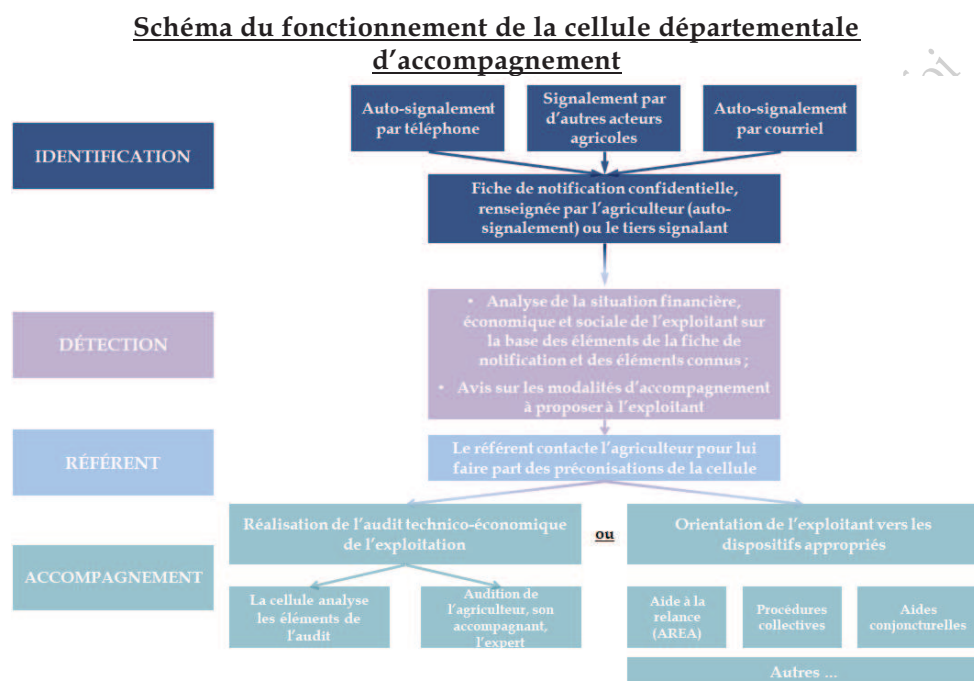 Schéma du fonctionnement de la cellule départementale
d'accompagnement
IDENTIFICATION
Auto-signalement
par téléphone
Signalement par
d'autres acteurs
agricoles
Auto-signalement
par courriel
Fiche de notification confidentielle,
renseignée par l'agriculteur (auto-
signalement) ou le tiers signalant
DÉTECTION
• Analyse de la situation financière,
économique et sociale de l'exploitant sur
la base des éléments de la fiche de
notification et des éléments connus ;
• Avis sur les modalités d'accompagnement
à proposer à l'exploitant
RÉFÉRENT
Le référent contacte l'agriculteur pour lui
faire part des préconisations de la cellule
ACCOMPAGNEMENT
Réalisation de l'audit technico-économique
de l'exploitation
ou
Orientation de l'exploitant vers les
dispositifs appropriés
La cellule analyse
les éléments de
l'audit
Audition de
l'agriculteur, son
accompagnant,
l'expert
Aide à la
relance
(AREA)
Procédures
collectives
Aides
conjoncturelles
Autres ...